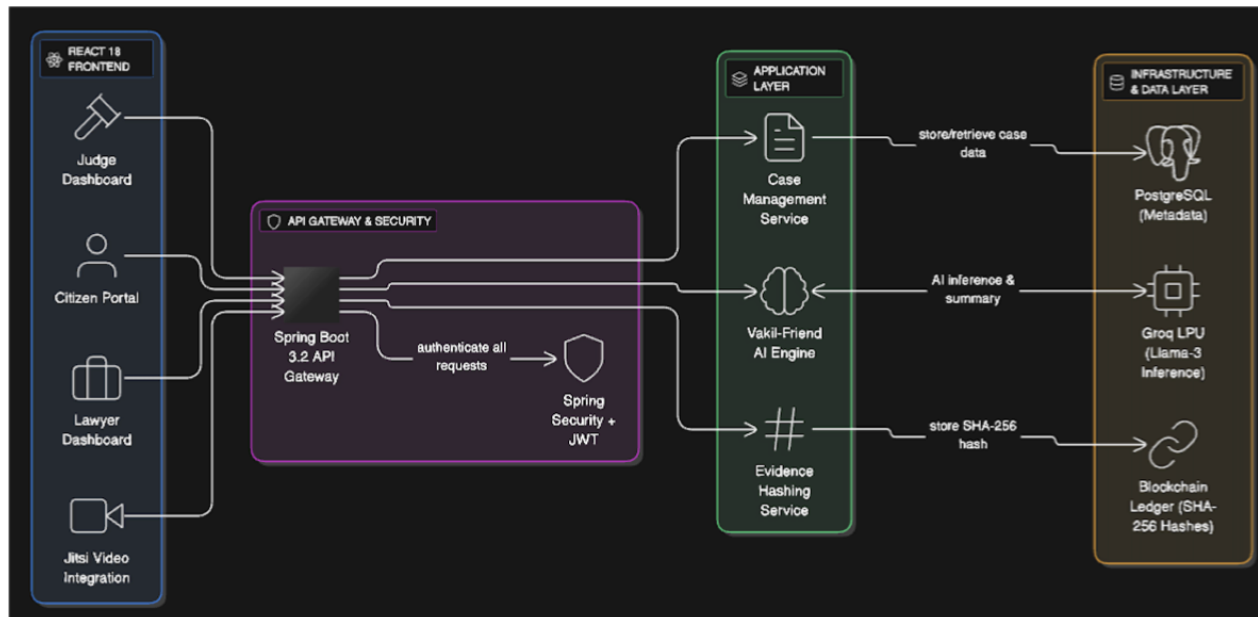 REACT 18
FRONTEND
Judge
Dashboard
Citizen Portal
Lawyer
Dashboard
Jitsi Video
Integration
API GATEWAY & SECURITY
Spring Boot
3.2 API
Gateway
authenticate all
requests
Spring
Security +
JWT
APPLICATION
LAYER
Case
Management
Service
Vakil-Friend
AI Engine
Evidence
Hashing
Service
store/retrieve case
data
AI inference &
summary
store SHA-256
hash
INFRASTRUCTURE
& DATA LAYER
PostgreSQL
(Metadata)
Groq LPU
(Llama-3
Inference)
Blockchain
Ledger (SHA-
256 Hashes)